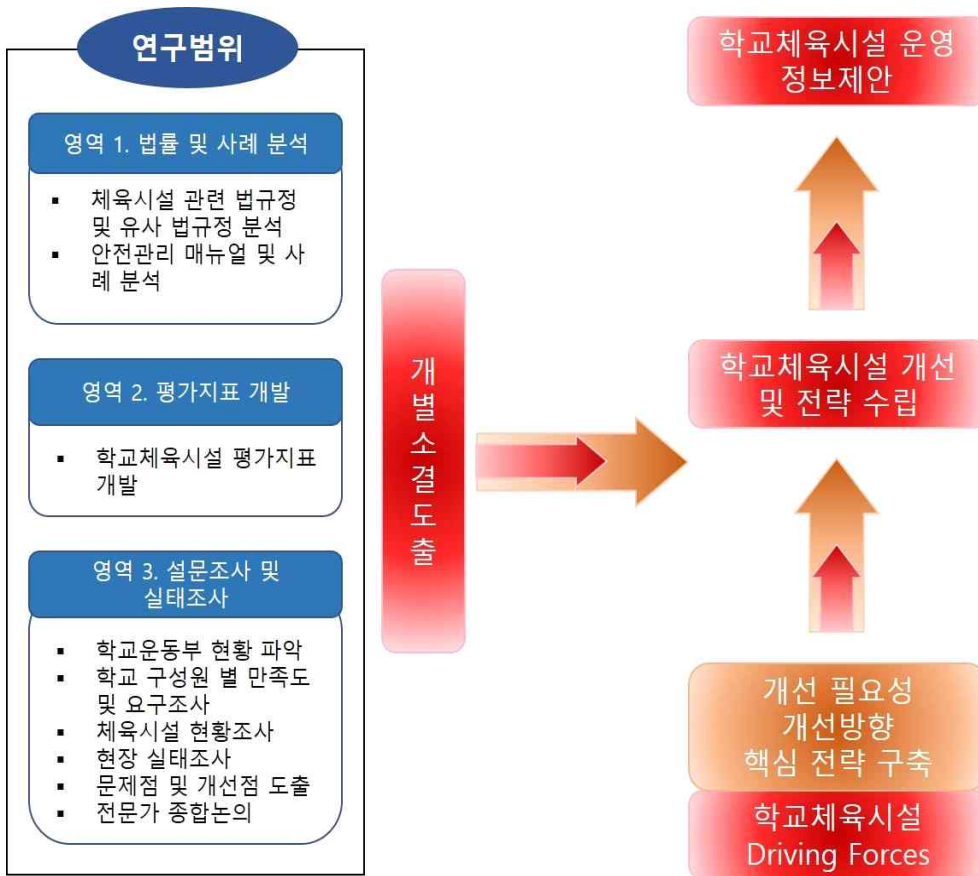 연구범위
영역 1. 법률 및 사례 분석
▪ 체육시설 관련 법규정
및 유사 법규정 분석
▪ 안전관리 매뉴얼 및 사
례 분석
영역 2. 평가지표 개발
▪ 학교체육시설 평가지표
개발
영역 3. 설문조사 및
실태조사
▪ 학교운동부 현황 파악
▪ 학교 구성원 별 만족도
및 요구조사
▪ 체육시설 현황조사
▪ 현장 실태조사
▪ 문제점 및 개선점 도출
▪ 전문가 종합논의
개
별
소
결
도
출
학교체육시설 운영
정보제안
학교체육시설 개선
및 전략 수립
개선 필요성
개선방향
핵심 전략 구축
학교체육시설
Driving Forces